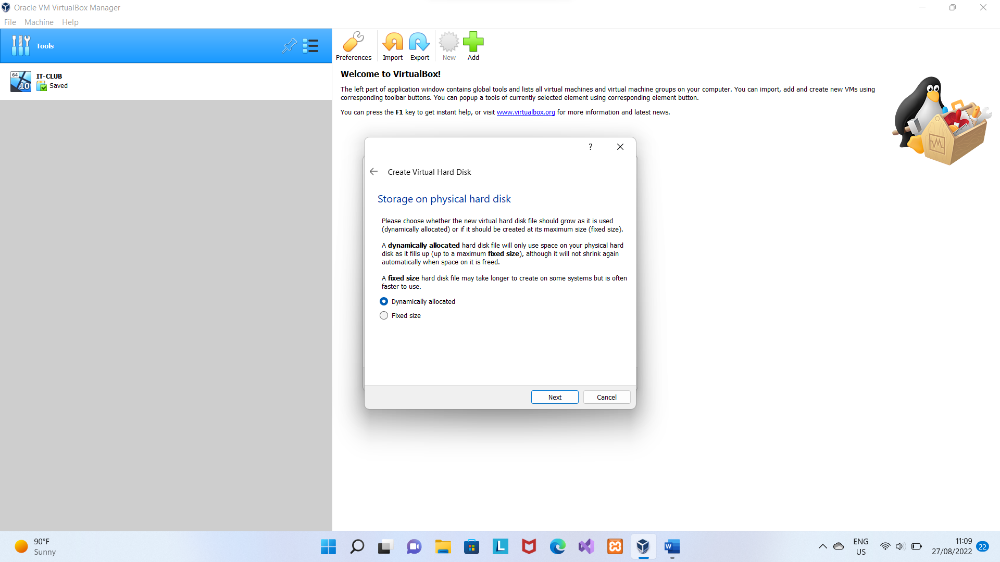 Oracle VM VirtualBox Manager
File Machine Help
Tools
Preferences Import Export New Add
64
10
IT-CLUB
Saved
Welcome to VirtualBox!
The left part of application window contains global tools and lists all virtual machines and virtual machine groups on your computer. You can import, add and create new VMs using
corresponding toolbar buttons. You can popup a tools of currently selected element using corresponding element button.
You can press the F1 key to get instant help, or visit www.virtualbox.org for more information and latest news.
?
Create Virtual Hard Disk
Storage on physical hard disk
Please choose whether the new virtual hard disk file should grow as it is used
(dynamically allocated) or if it should be created at its maximum size (fixed size).
A dynamically allocated hard disk file will only use space on your physical hard
disk as it fills up (up to a maximum fixed size), although it will not shrink again
automatically when space on it is freed.
A fixed size hard disk file may take longer to create on some systems but is often
faster to use.
Dynamically allocated
Fixed size
Next Cancel
90°F
Sunny
L
W
ENG
US
11:09
27/08/2022
22